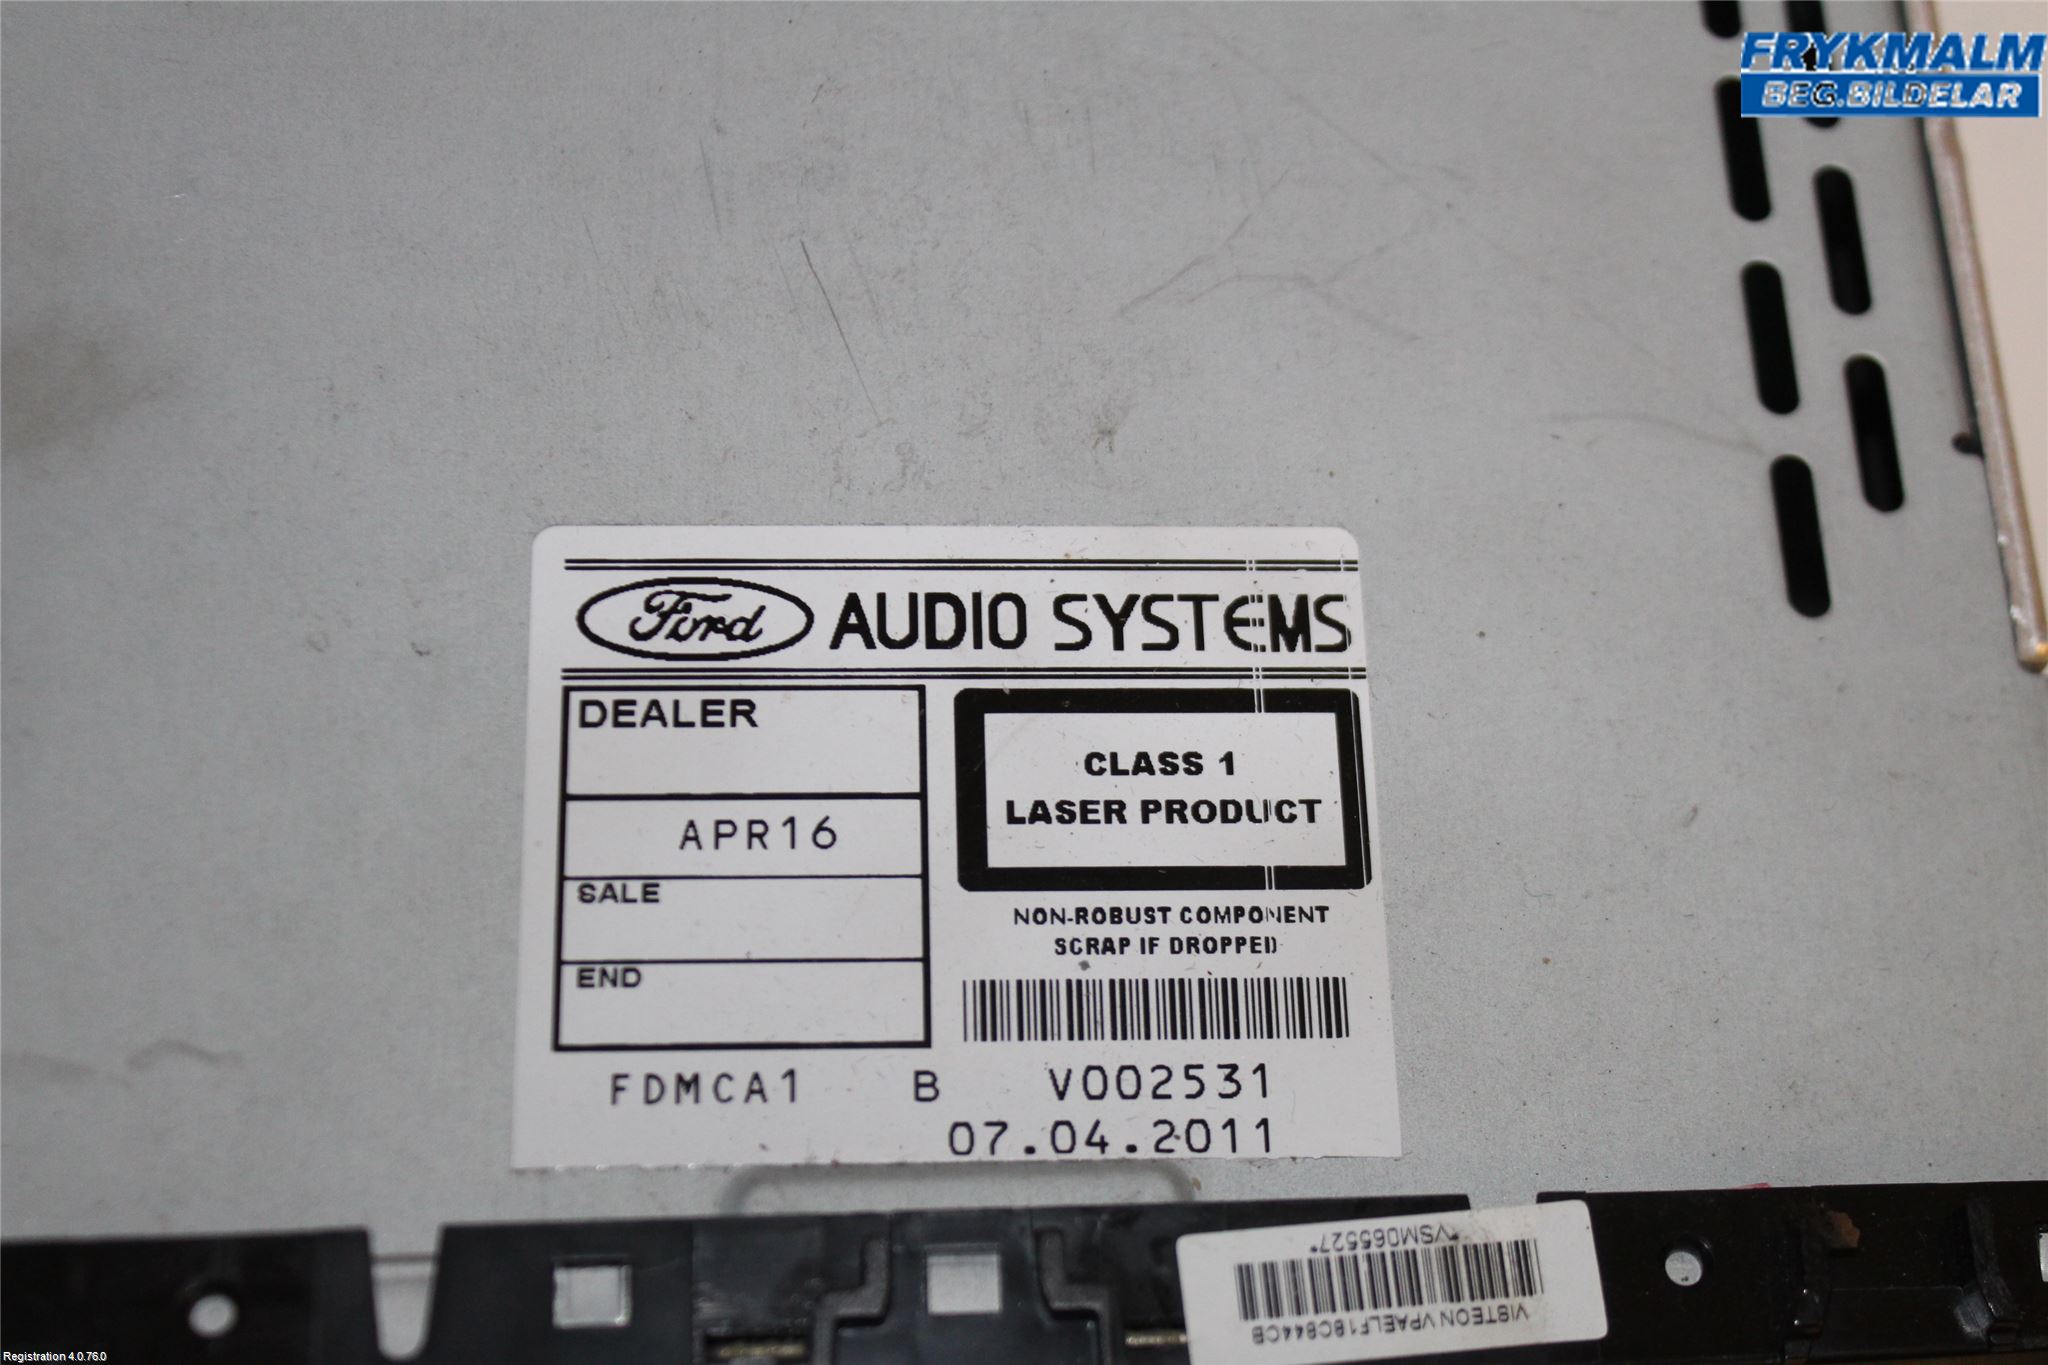 FRYKMALM
BEG.BILDELAR
Ford AUDIO SYSTEMS
DEALER
APR16
SALE
END
CLASS 1
LASER PRODUCT
NON-ROBUST COMPONENT
SCRAP IF DROPPED
FDMCA1 B V002531
07.04.2011
VISTEON VPAELF18C844CB
*VSM065527*
Registration 4.0.76.0